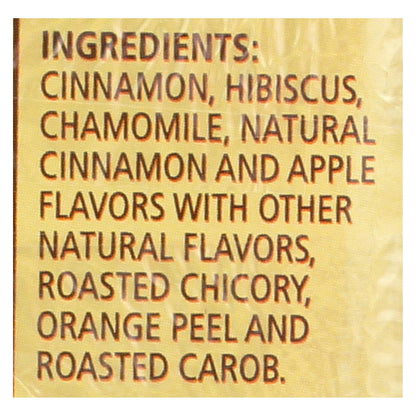 INGREDIENTS:
CINNAMON, HIBISCUS,
CHAMOMILE, NATURAL
CINNAMON AND APPLE
FLAVORS WITH OTHER
NATURAL FLAVORS,
ROASTED CHICORY,
ORANGE PEEL AND
ROASTED CAROB.